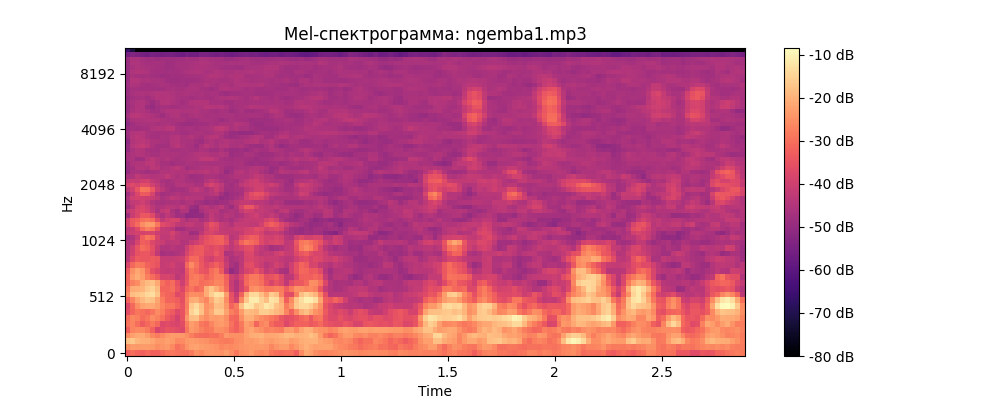 Mel-спектрограмма: ngemba1.mp3
Hz
8192
4096
2048
1024
512
0
0 0.5 1 1.5 2 2.5
Time
-10 dB
-20 dB
-30 dB
-40 dB
-50 dB
-60 dB
-70 dB
-80 dB